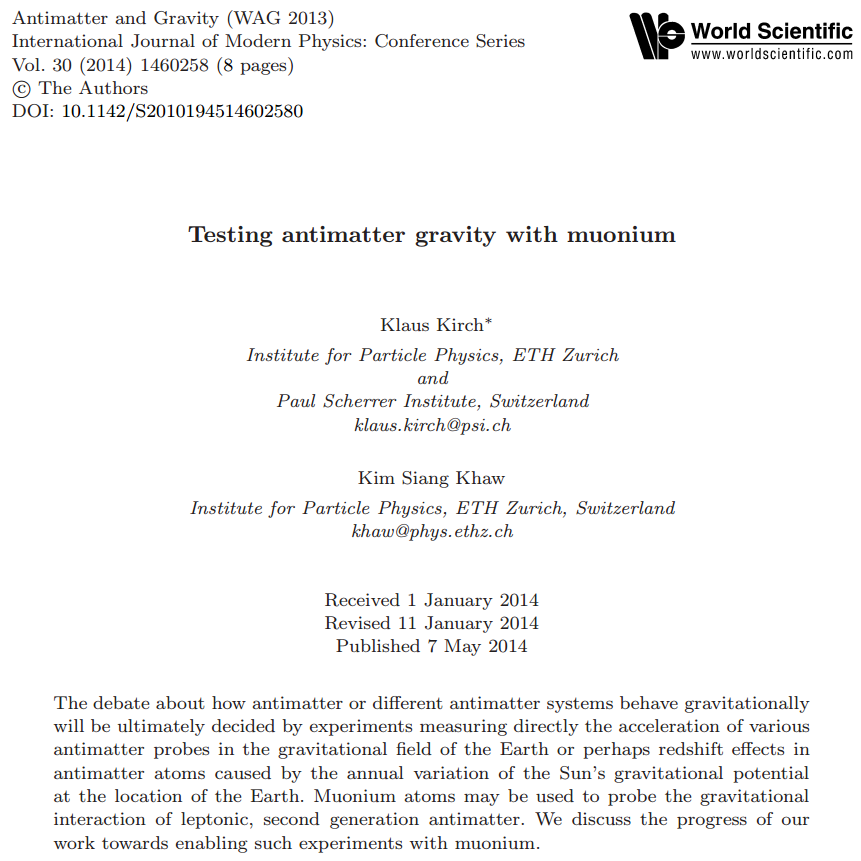 Antimatter and Gravity (WAG 2013)
International Journal of Modern Physics: Conference Series
Vol. 30 (2014) 1460258 (8 pages)
© The Authors
DOI: 10.1142/S2010194514602580
World Scientific
www.worldscientific.com
Testing antimatter gravity with muonium
Klaus Kirch*
Institute for Particle Physics, ETH Zurich
and
Paul Scherrer Institute, Switzerland
klaus.kirch@psi.ch
Kim Siang Khaw
Institute for Particle Physics, ETH Zurich, Switzerland
khaw@phys.ethz.ch
Received 1 January 2014
Revised 11 January 2014
Published 7 May 2014
The debate about how antimatter or different antimatter systems behave gravitationally
will be ultimately decided by experiments measuring directly the acceleration of various
antimatter probes in the gravitational field of the Earth or perhaps redshift effects in
antimatter atoms caused by the annual variation of the Sun's gravitational potential
at the location of the Earth. Muonium atoms may be used to probe the gravitational
interaction of leptonic, second generation antimatter. We discuss the progress of our
work towards enabling such experiments with muonium.